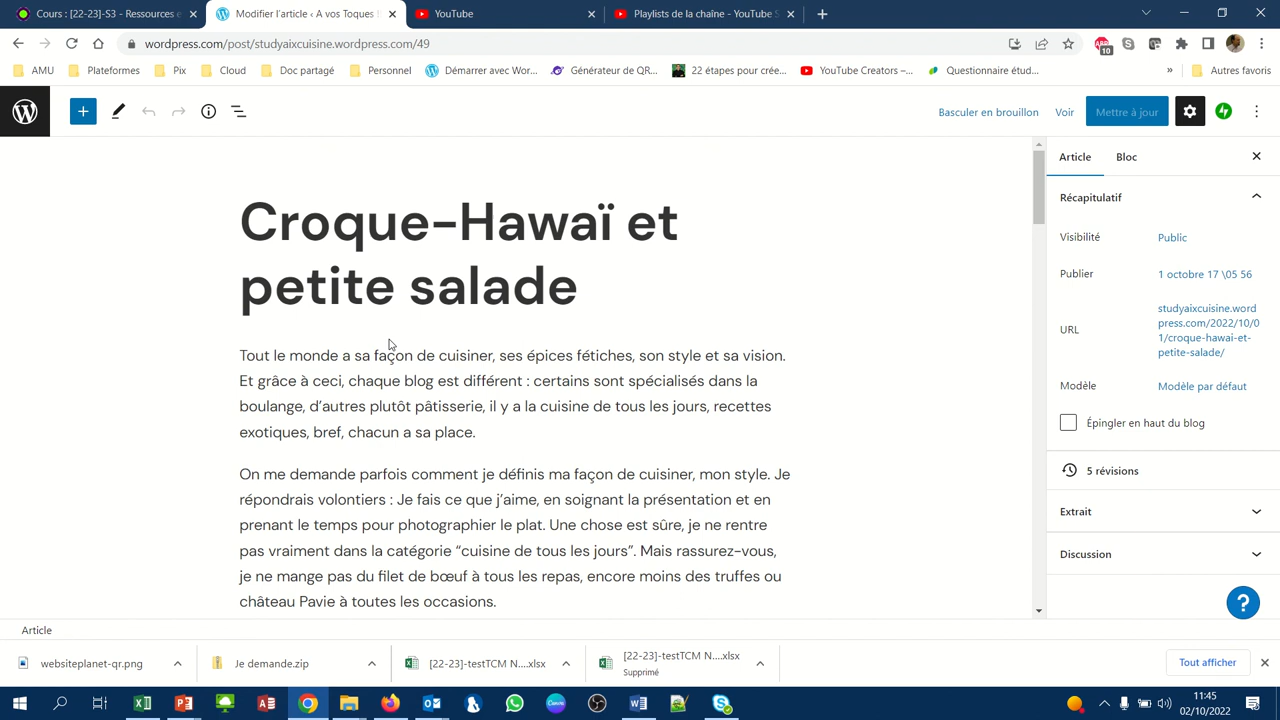 Cours : [22-23]-S3 - Ressources e
Modifier l'article ‹ A vos Toques
YouTube
Playlists de la chaîne - YouTube S
wordpress.com/post/studyaixcuisine.wordpress.com/49
10
AMU
Plateformes
Pix
Cloud
Doc partagé
Personnel
Démarrer avec Wor...
Générateur de QR...
22 étapes pour crée...
YouTube Creators –...
Questionnaire étud...
»
Autres favoris
Basculer en brouillon
Voir
Mettre à jour
Article
Bloc
Croque-Hawaï et
petite salade
Tout le monde a sa façon de cuisiner, ses épices fétiches, son style et sa vision.
Et grâce à ceci, chaque blog est différent : certains sont spécialisés dans la
boulange, d'autres plutôt pâtisserie, il y a la cuisine de tous les jours, recettes
exotiques, bref, chacun a sa place.
On me demande parfois comment je définis ma façon de cuisiner, mon style. Je
répondrais volontiers : Je fais ce que j'aime, en soignant la présentation et en
prenant le temps pour photographier le plat. Une chose est sûre, je ne rentre
pas vraiment dans la catégorie “cuisine de tous les jours”. Mais rassurez-vous,
je ne mange pas du filet de bœuf à tous les repas, encore moins des truffes ou
château Pavie à toutes les occasions.
Récapitulatif
Visibilité
Public
Publier
1 octobre 17 \05 56
URL
studyaixcuisine.word
press.com/2022/10/0
1/croque-hawai-et-
petite-salade/
Modèle
Modèle par défaut
Épingler en haut du blog
5 révisions
Extrait
Discussion
?
Article
websiteplanet-qr.png
Je demande.zip
[22-23]-testTCM N....xlsx
[22-23]-testTCM N....xlsx
Supprimé
Tout afficher
11:45
02/10/2022